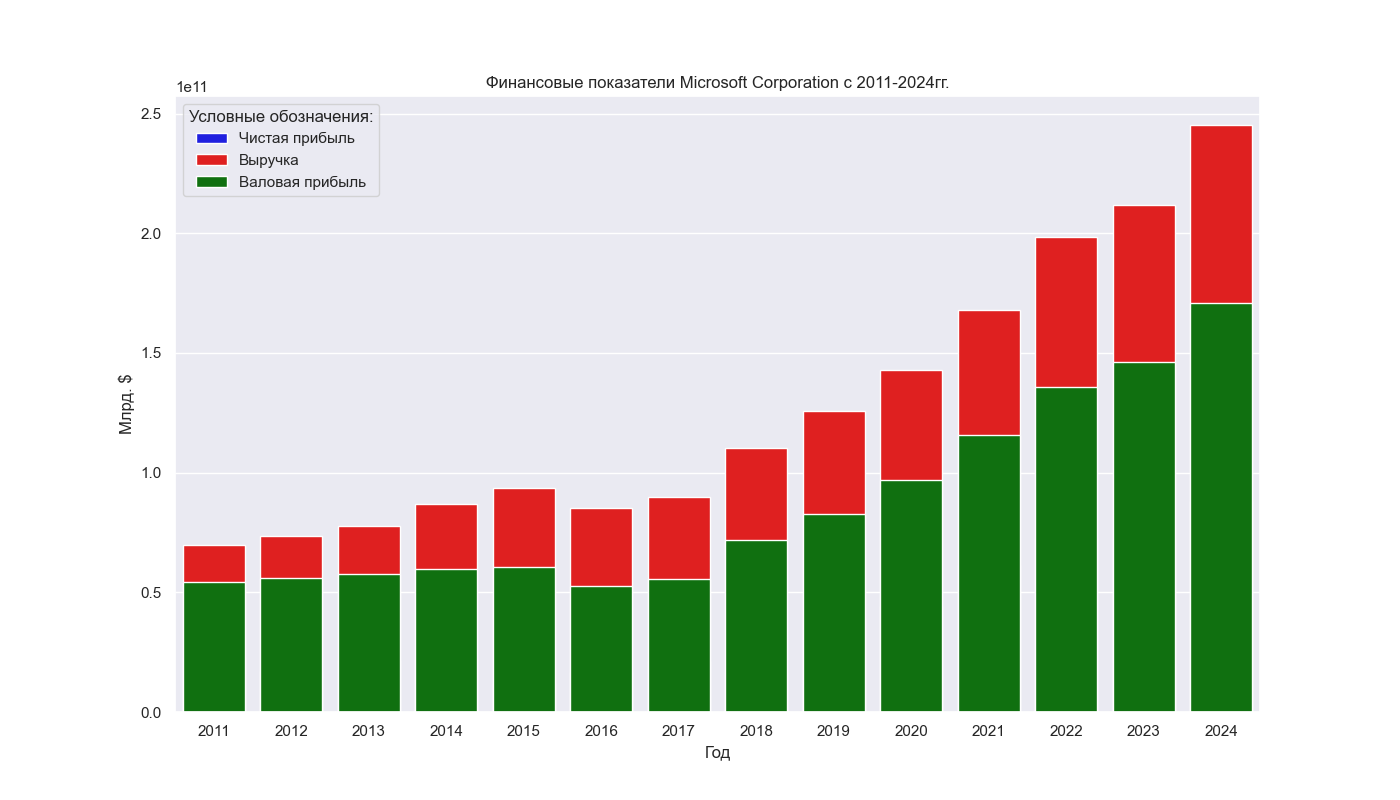 Финансовые показатели Microsoft Corporation с 2011-2024гг.
1e11
Условные обозначения:
Чистая прибыль
Выручка
Валовая прибыль
2.5
2.0
1.5
1.0
0.5
0.0
Млрд. $
2011 2012 2013 2014 2015 2016 2017 2018 2019 2020 2021 2022 2023 2024
Год